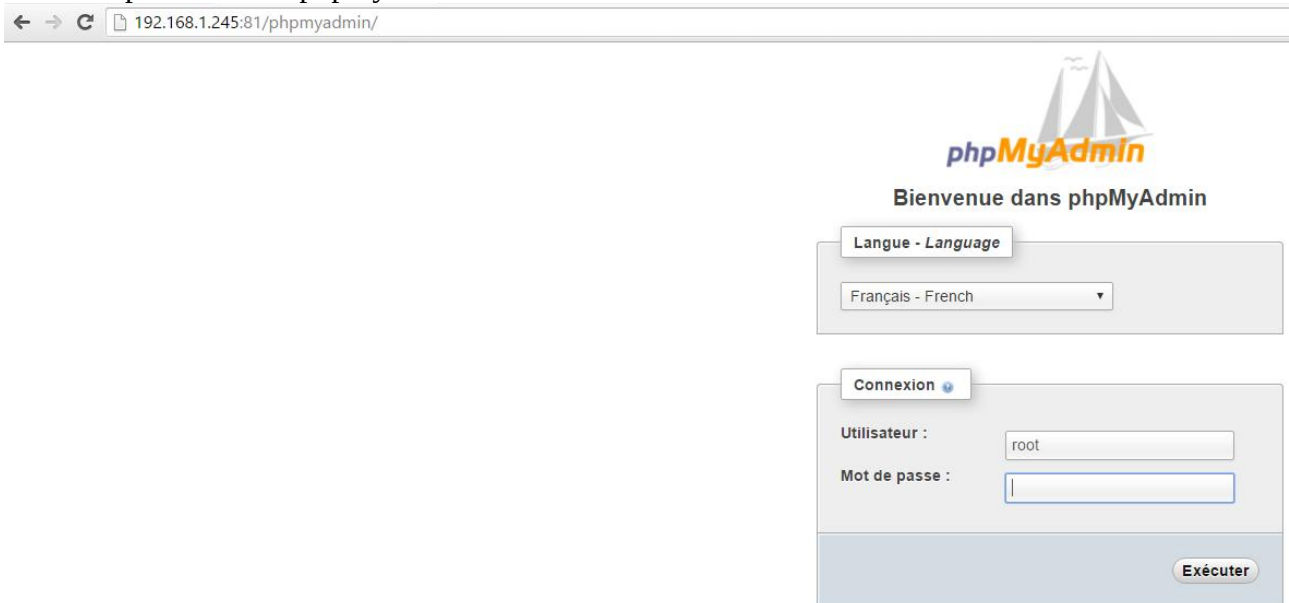 192.168.1.245:81/phpmyadmin/
phpMyAdmin
Bienvenue dans phpMyAdmin
Langue - Language
Français - French
Connexion
Utilisateur :
root
Mot de passe :
Exécuter